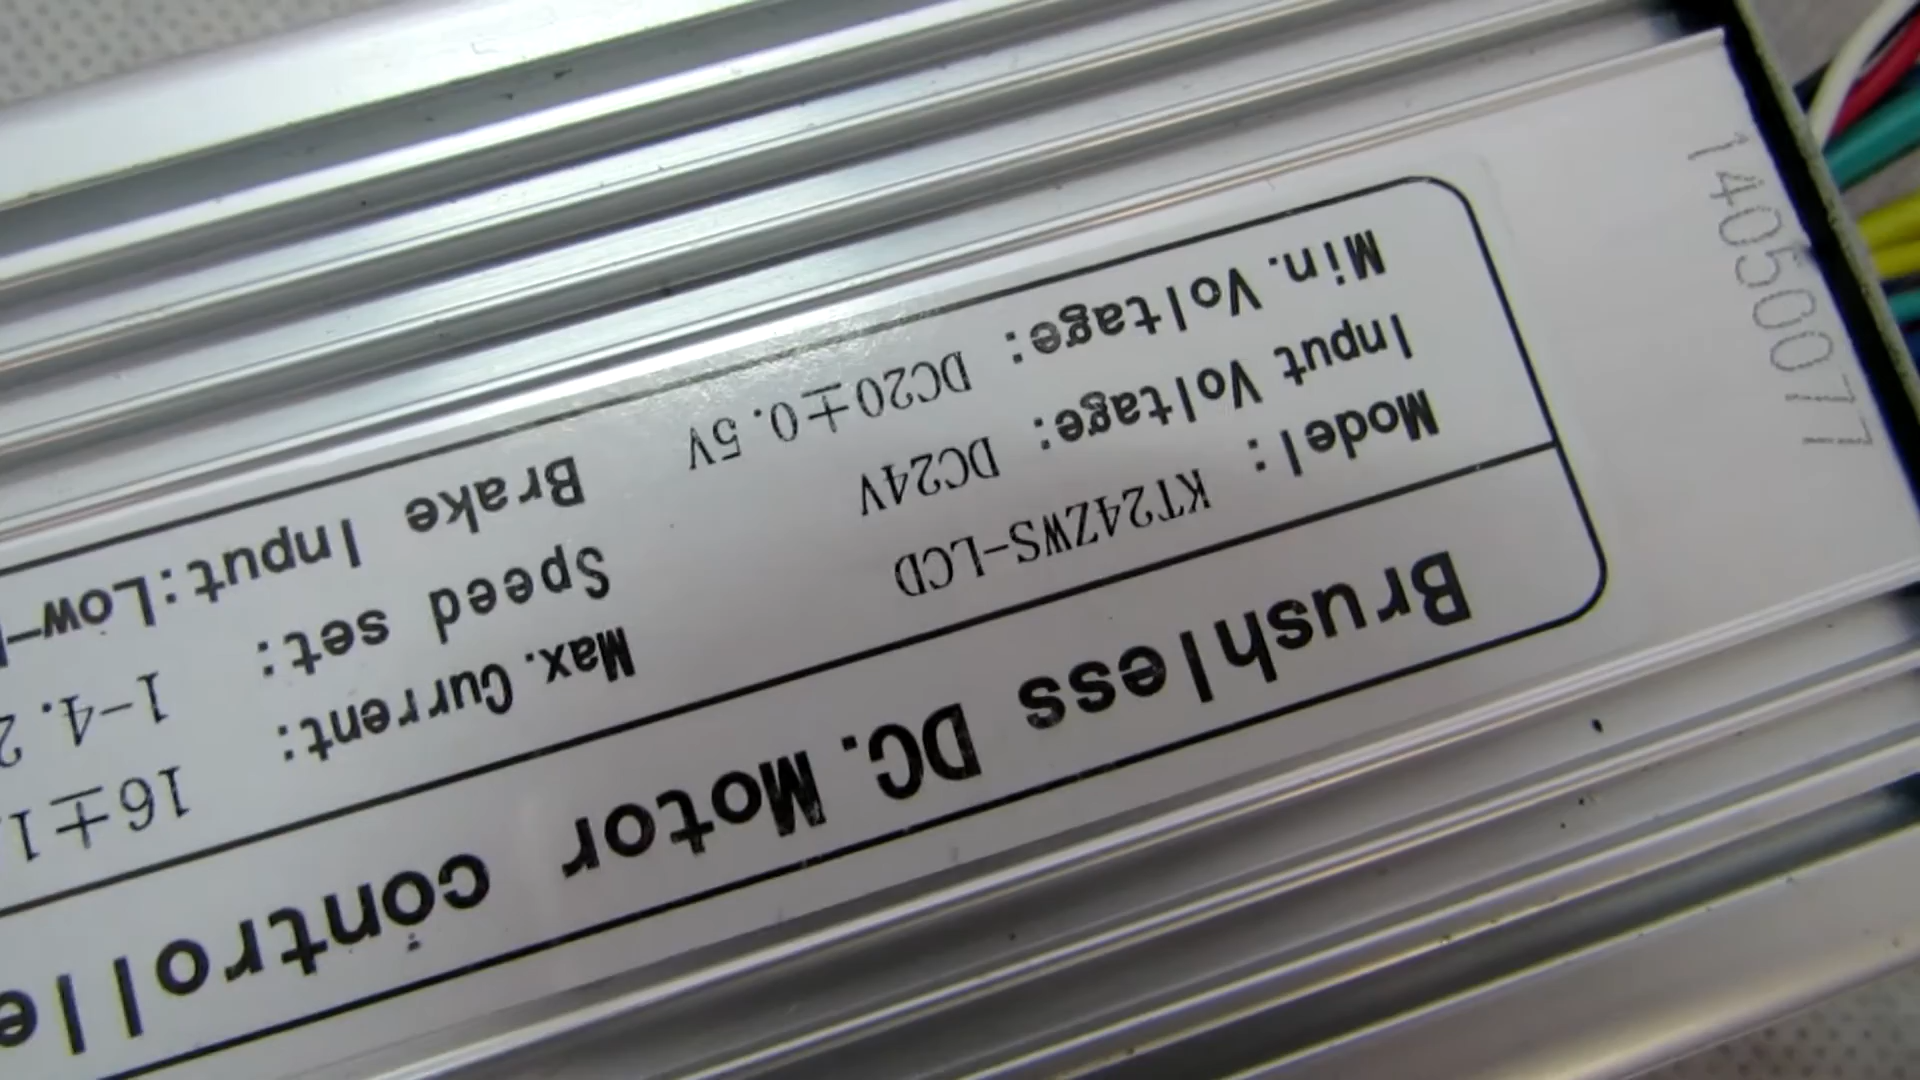 Brushless DC. Motor controlle
Model: KT24ZWS-LCD
Max. Current: 16±1
Input Voltage: DC24V
Speed set: 1-4. 2
Min. Voltage: DC20±0. 5V
Brake Input:Low-
14050077